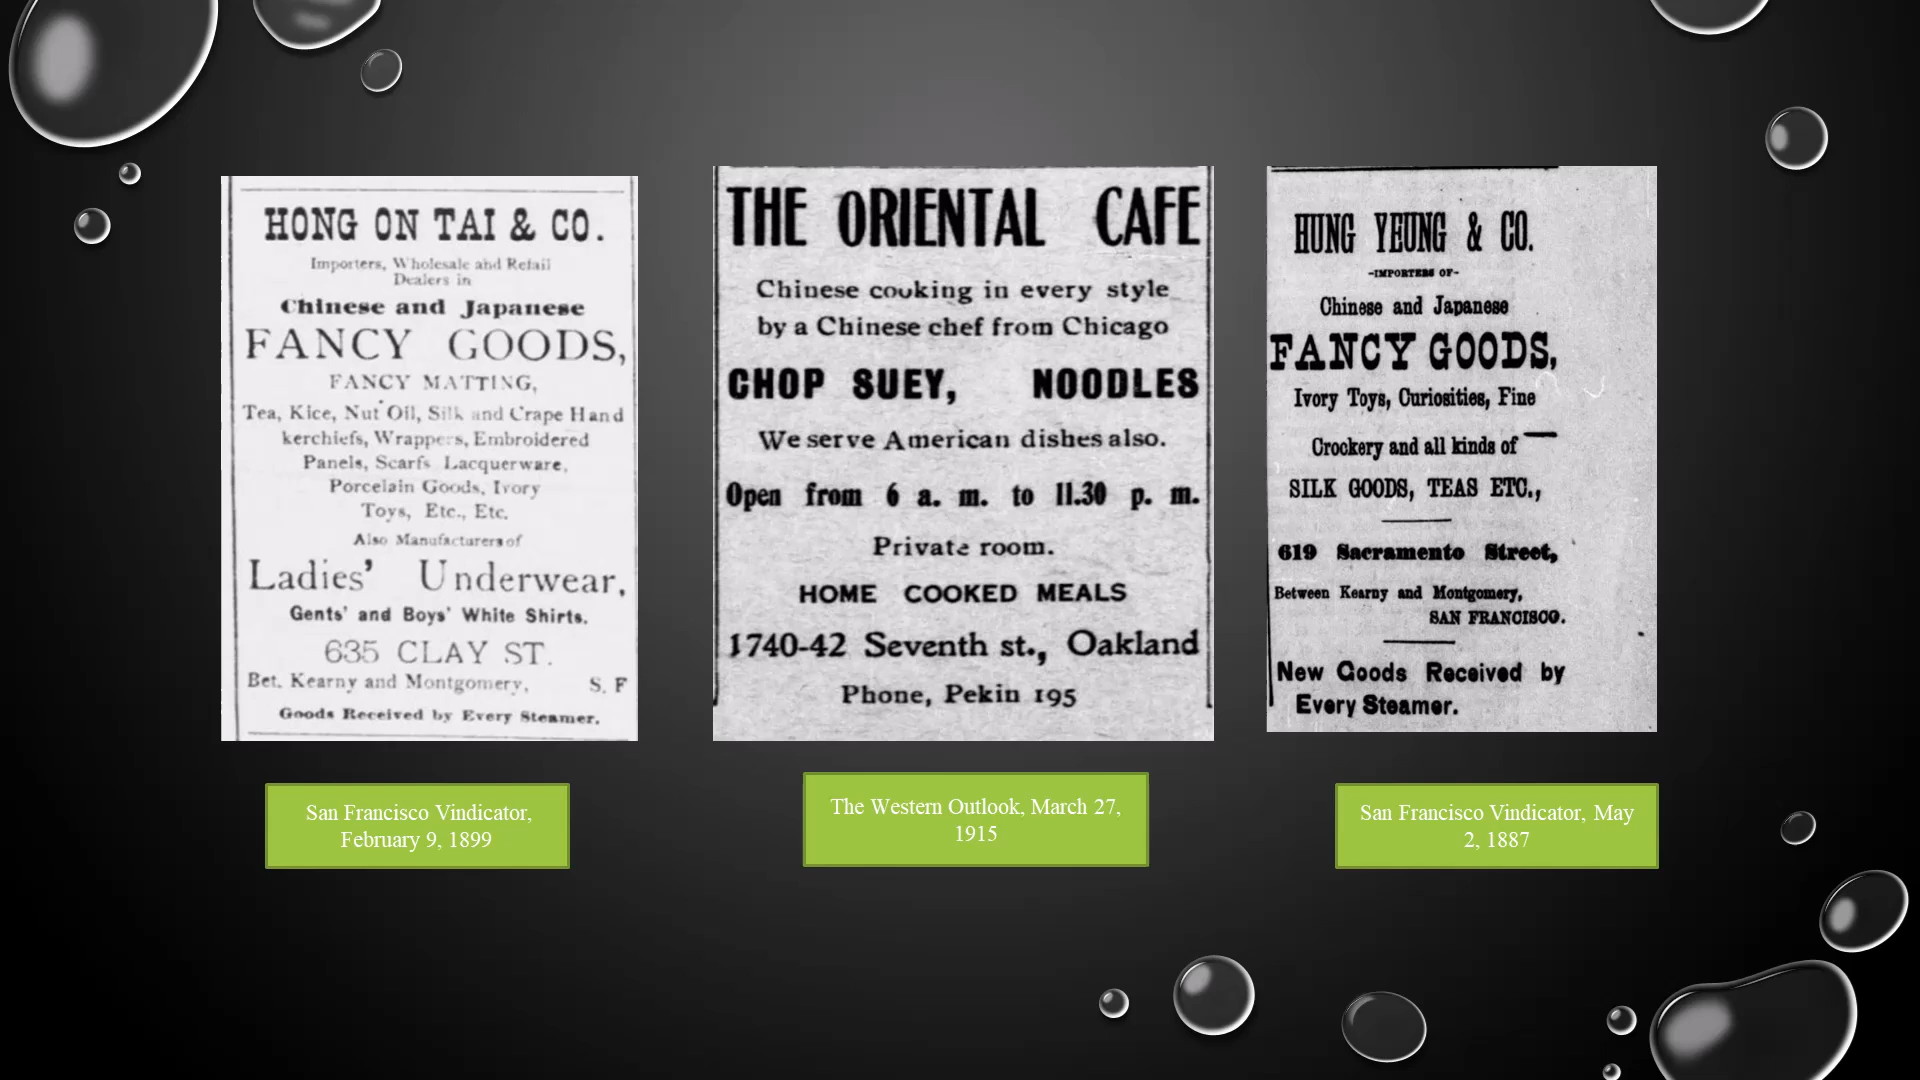 HONG ON TAI & CO.
Importers, Wholesale and Retail
Dealers in
Chinese and Japanese
FANCY GOODS,
FANCY MATTING,
Tea, Rice, Nut Oil, Silk and Crape Hand
kerchiefs, Wrappers, Embroidered
Panels, Scarfs Lacquerware,
Porcelain Goods, Ivory
Toys, Etc., Etc.
Also Manufacturers of
Ladies' Underwear,
Gents' and Boys' White Shirts.
635 CLAY ST.
Bet. Kearny and Montgomery, S. F
Goods Received by Every Steamer.
San Francisco Vindicator,
February 9, 1899
THE ORIENTAL CAFE
Chinese cooking in every style
by a Chinese chef from Chicago
CHOP SUEY, NOODLES
We serve American dishes also.
Open from 6 a. m. to 11.30 p. m.
Private room.
HOME COOKED MEALS
1740-42 Seventh st., Oakland
Phone, Pekin 195
The Western Outlook, March 27,
1915
HUNG YEUNG & CO.
-IMPORTERS OF-
Chinese and Japanese
FANCY GOODS,
Ivory Toys, Curiosities, Fine
Crockery and all kinds of
SILK GOODS, TEAS ETC.,
619 Sacramento Street,
Between Kearny and Montgomery,
SAN FRANCISCO.
New Goods Received by
Every Steamer.
San Francisco Vindicator, May
2, 1887